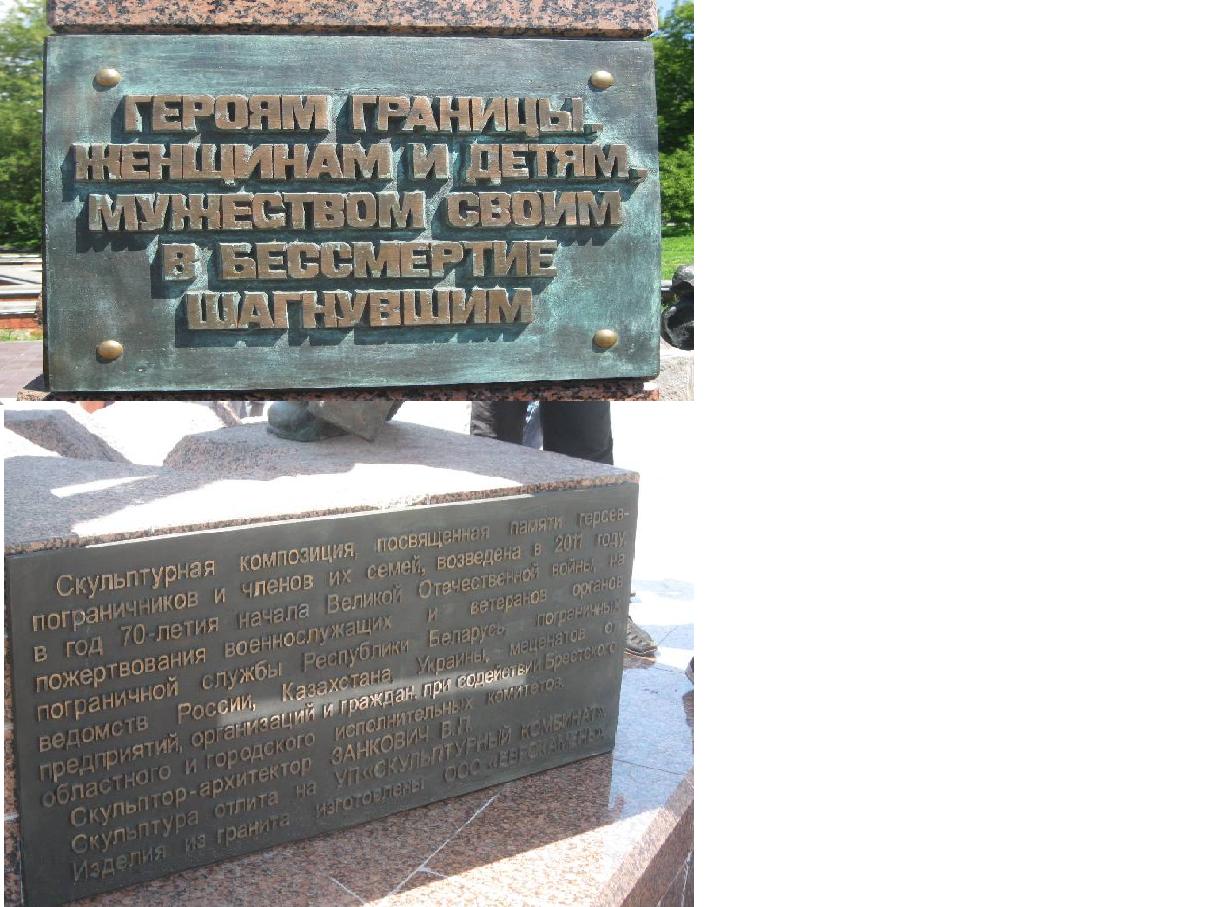 ГЕРОЯМ ГРАНИЦЫ,
ЖЕНЩИНАМ И ДЕТЯМ,
МУЖЕСТВОМ СВОИМ
В БЕССМЕРТИЕ
ШАГНУВШИМ
Скульптурная композиция, посвященная памяти героев-
пограничников и членов их семей, возведена в 2011 году,
в год 70-летия начала Великой Отечественной войны, на
пожертвования военнослужащих и ветеранов органов
пограничной службы Республики Беларусь, пограничных
ведомств России, Казахстана, Украины, меценатов от
предприятий, организаций и граждан, при содействии Брестского
областного и городского исполнительных комитетов.
Скульптор-архитектор ЗАНКОВИЧ В.П.
Скульптура отлита на УП «СКУЛЬПТУРНЫЙ КОМБИНАТ»
Изделия из гранита изготовлены ООО «ЕВРОКАМЕНЬ»